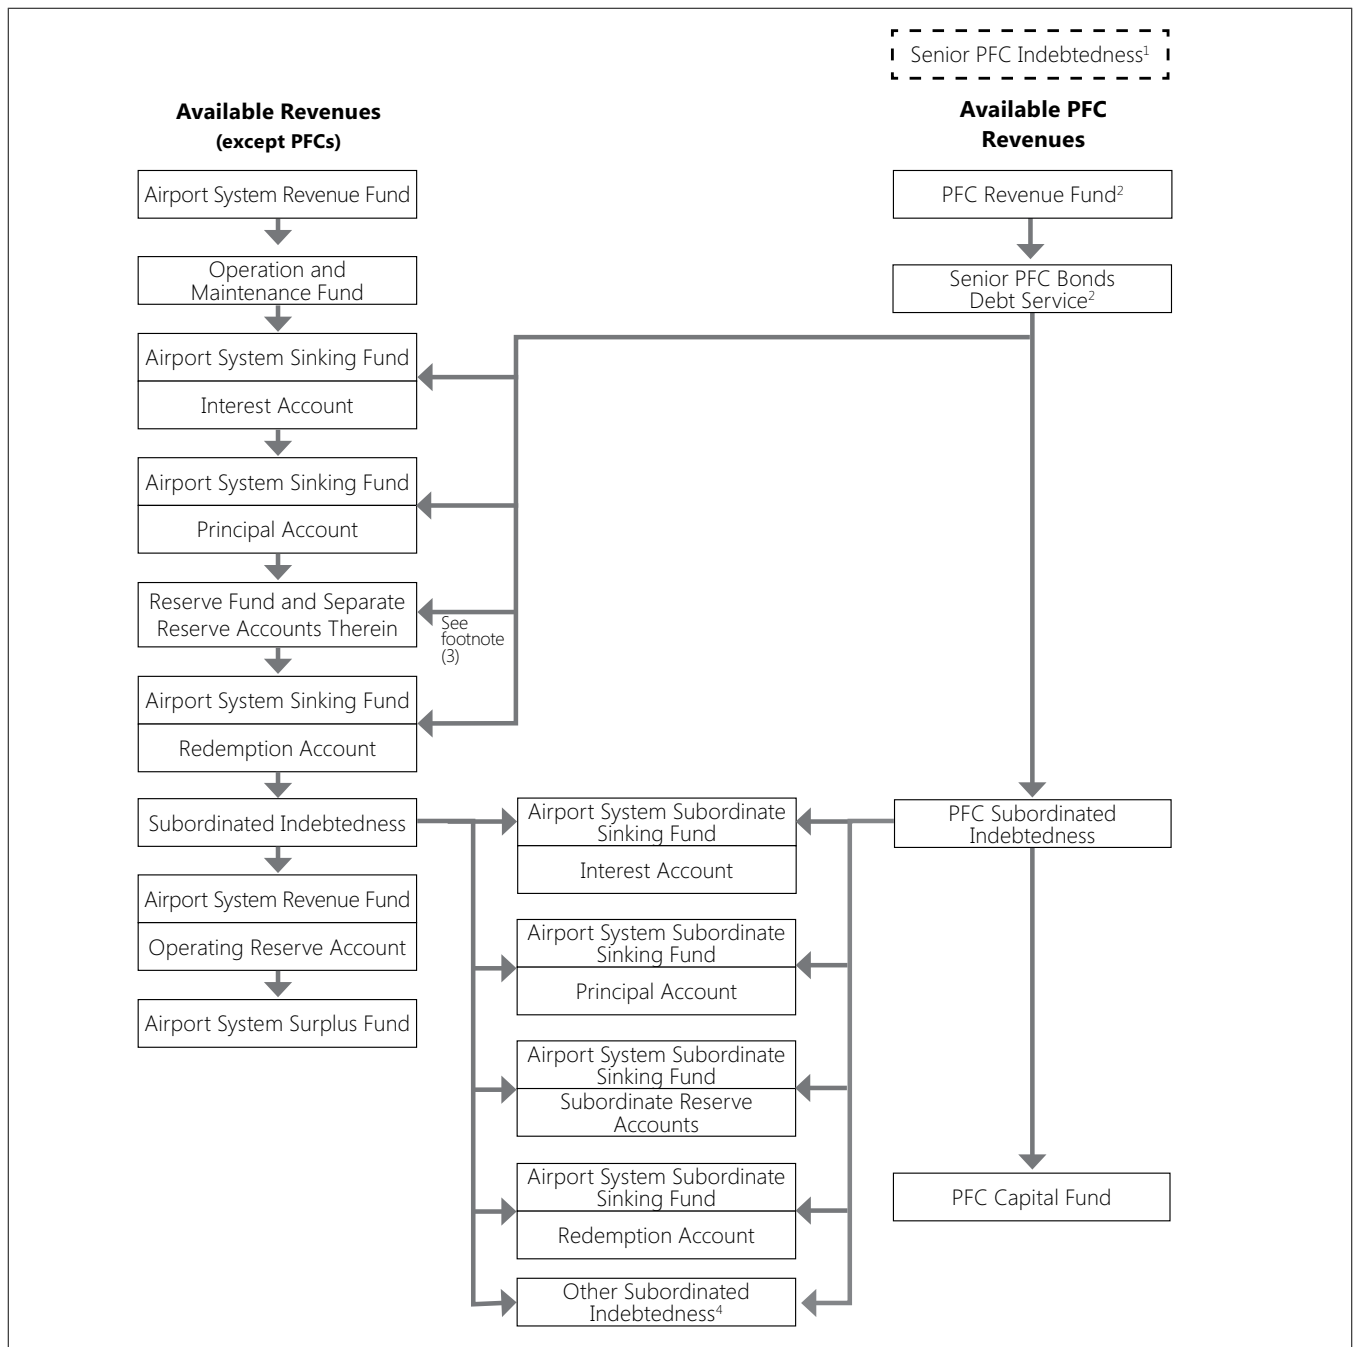 Senior PFC Indebtedness¹
Available Revenues
(except PFCs)
Available PFC
Revenues
Airport System Revenue Fund
PFC Revenue Fund²
Operation and
Maintenance Fund
Senior PFC Bonds
Debt Service²
Airport System Sinking Fund
Interest Account
Airport System Sinking Fund
Principal Account
Reserve Fund and Separate
Reserve Accounts Therein
See
footnote
(3)
Airport System Sinking Fund
Redemption Account
Subordinated Indebtedness
Airport System Subordinate
Sinking Fund
Interest Account
PFC Subordinated
Indebtedness
Airport System Revenue Fund
Operating Reserve Account
Airport System Subordinate
Sinking Fund
Principal Account
Airport System Surplus Fund
Airport System Subordinate
Sinking Fund
Subordinate Reserve
Accounts
Airport System Subordinate
Sinking Fund
Redemption Account
PFC Capital Fund
Other Subordinated
Indebtedness⁴